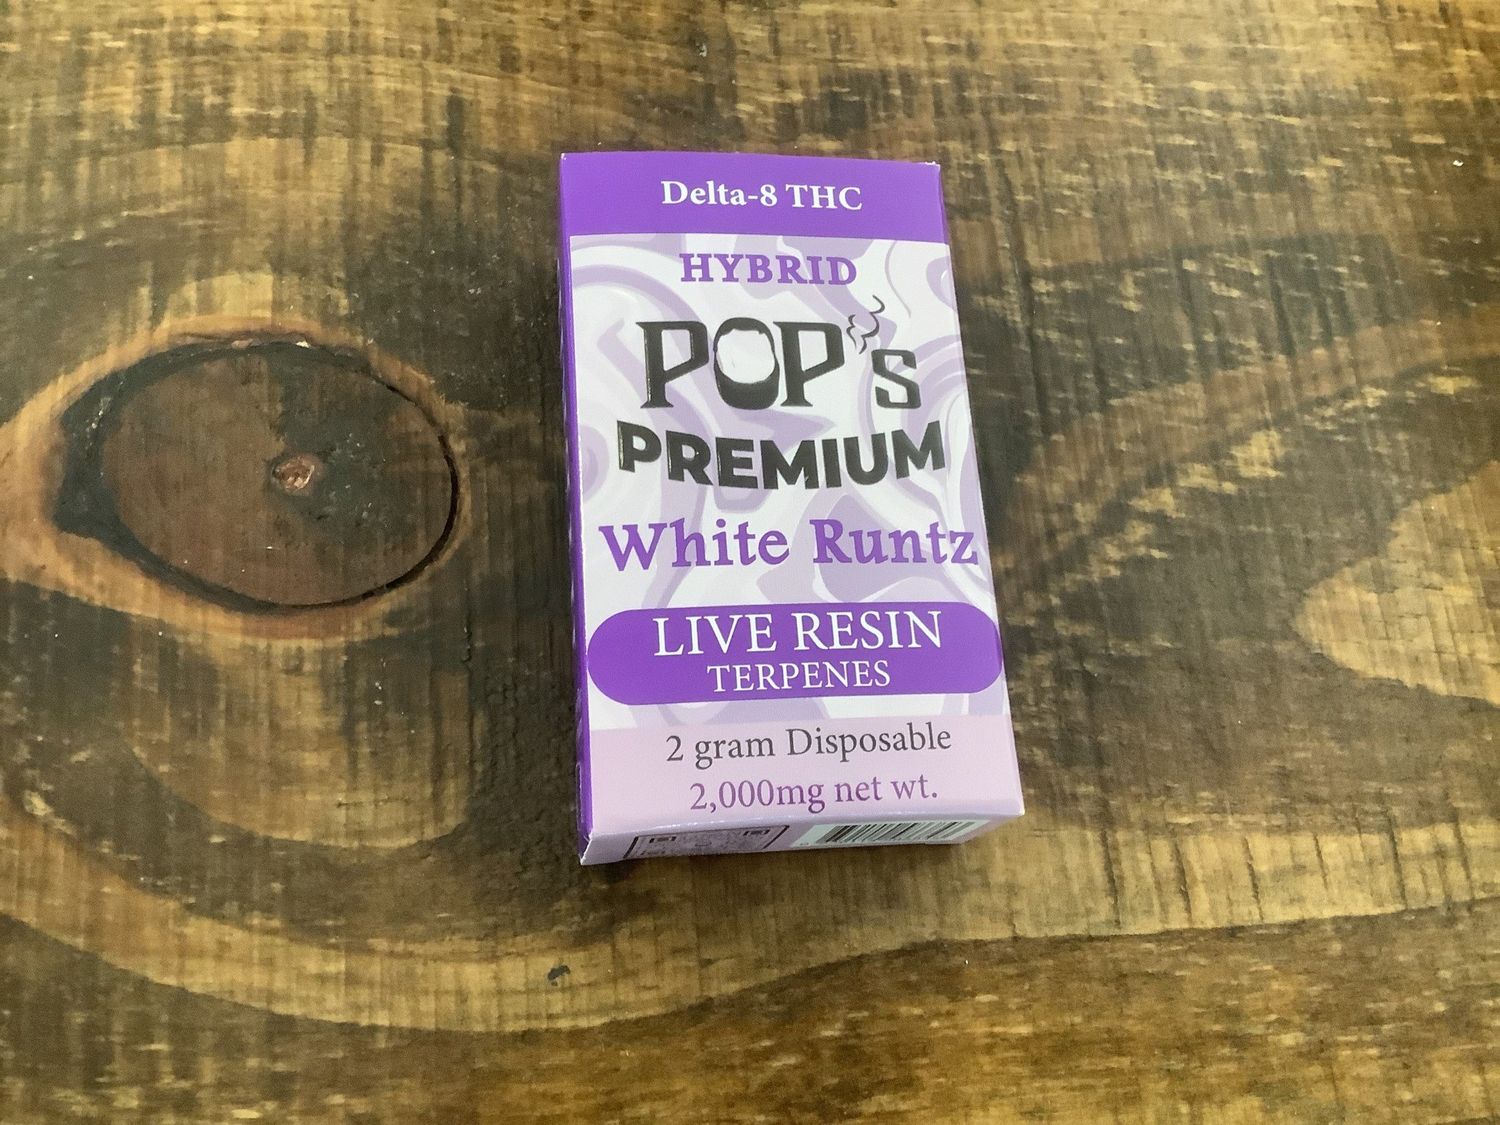 Delta-8 THC
HYBRID
POP's
PREMIUM
White Runtz
LIVE RESIN
TERPENES
2 gram Disposable
2,000mg net wt.